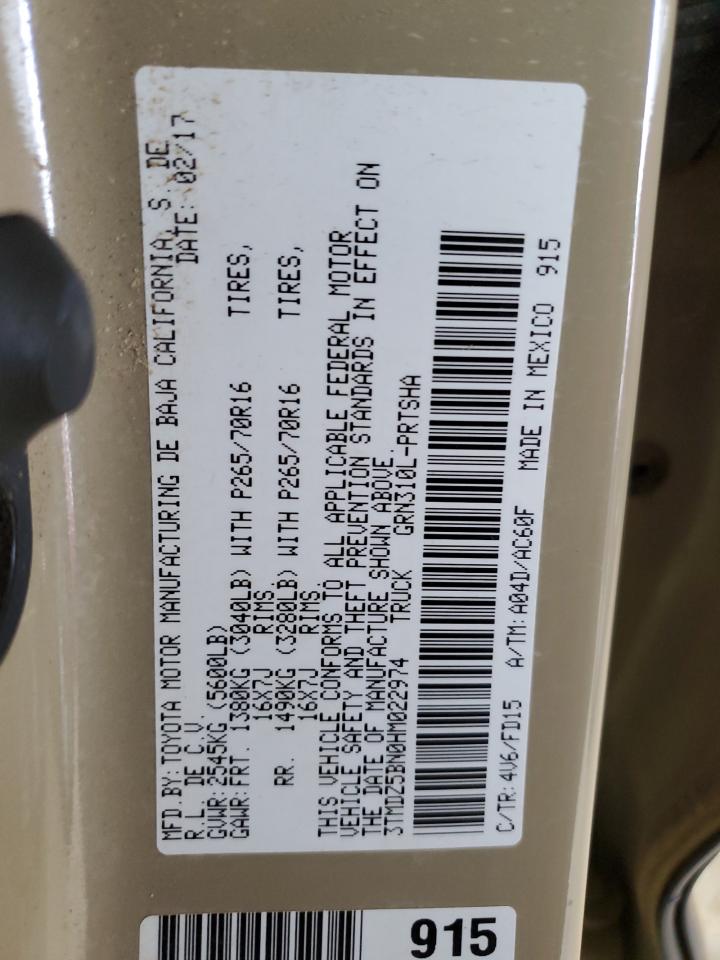 MFD.BY:TOYOTA MOTOR MANUFACTURING DE BAJA CALIFORNIA, S. DE
R.L. DE C.V. DATE: 02/17
GVWR:2545KG (5600LB)
GAWR:FRT. 1380KG (3040LB) WITH P265/70R16 TIRES,
16X7J RIMS,
RR. 1490KG (3280LB) WITH P265/70R16 TIRES,
16X7J RIMS.
THIS VEHICLE CONFORMS TO ALL APPLICABLE FEDERAL MOTOR
VEHICLE SAFETY AND THEFT PREVENTION STANDARDS IN EFFECT ON
THE DATE OF MANUFACTURE SHOWN ABOVE.
3TMDZ5BN0HM022974 TRUCK GRN310L-PRTSHA
C/TR:4V6/FD15 A/TM:A04D/AC60F MADE IN MEXICO 915
915